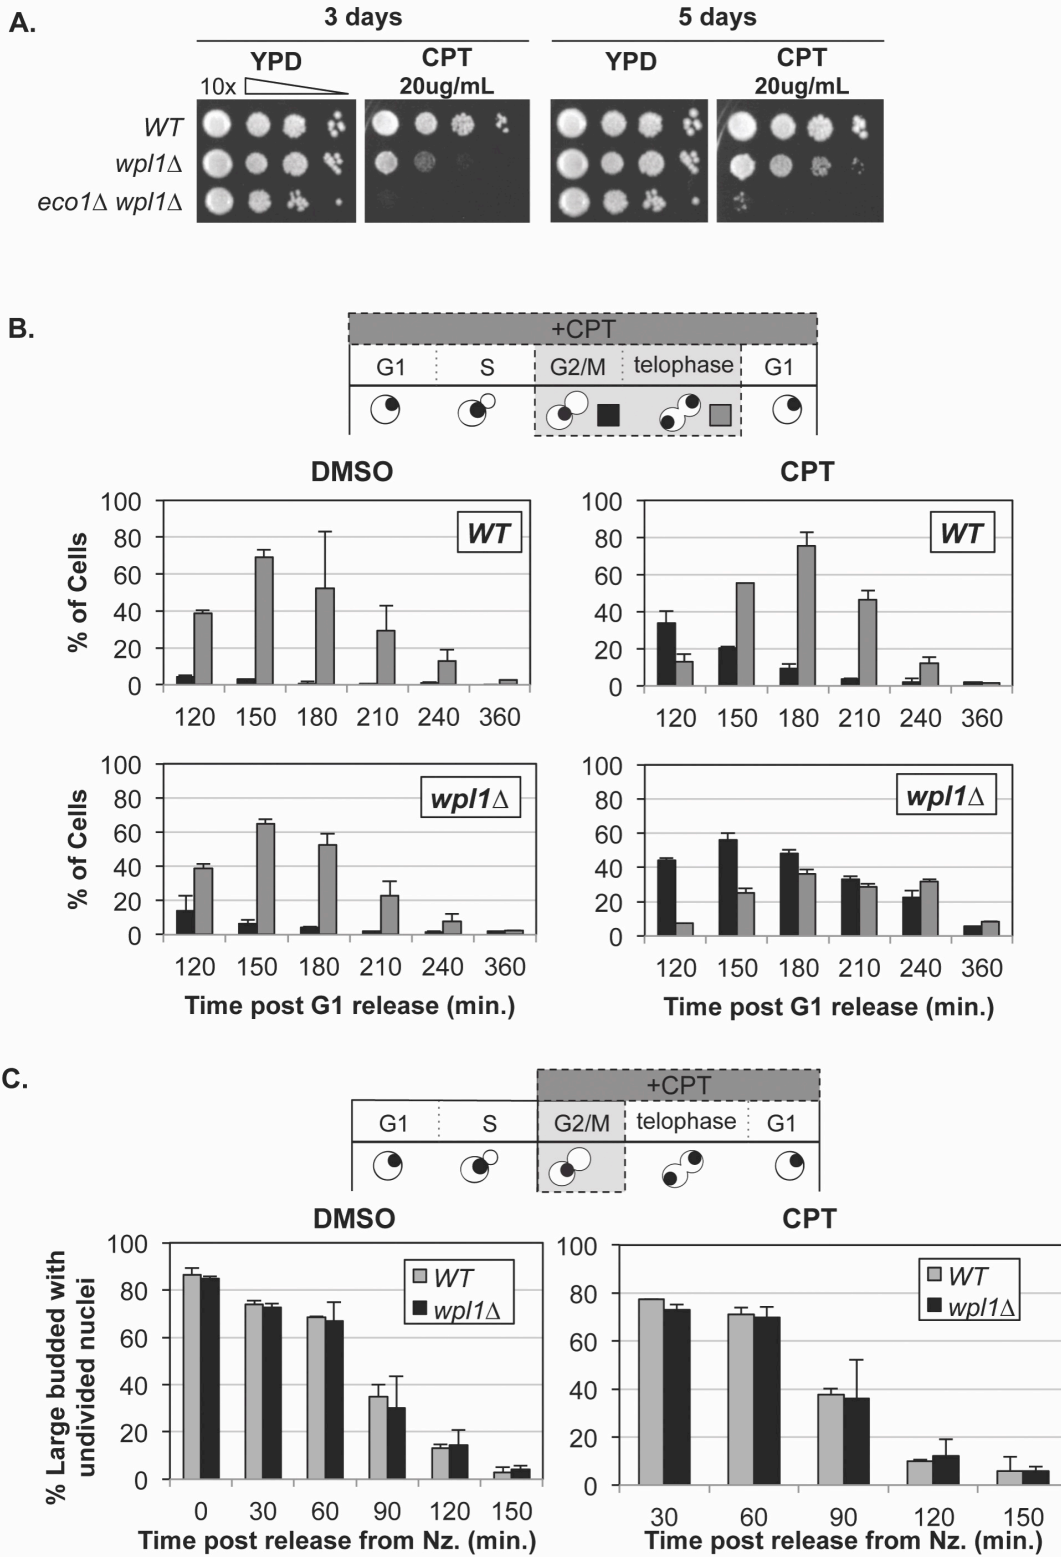 A.
3 days 5 days
YPD CPT YPD CPT
10x 20ug/mL 20ug/mL
WT
wpl1Δ
eco1Δ wpl1Δ
B.
+CPT
G1 S G2/M telophase G1
DMSO CPT
100 100
WT WT
80 80
60 60
40 40
20 20
0 0
% of Cells
120 150 180 210 240 360 120 150 180 210 240 360
100 100
wpl1Δ wpl1Δ
80 80
60 60
40 40
20 20
0 0
% of Cells
120 150 180 210 240 360 120 150 180 210 240 360
Time post G1 release (min.) Time post G1 release (min.)
C.
+CPT
G1 S G2/M telophase G1
DMSO CPT
100 100
WT WT
wpl1Δ wpl1Δ
80 80
60 60
40 40
20 20
0 0
% Large budded with
undivided nuclei
0 30 60 90 120 150 30 60 90 120 150
Time post release from Nz. (min.) Time post release from Nz. (min.)